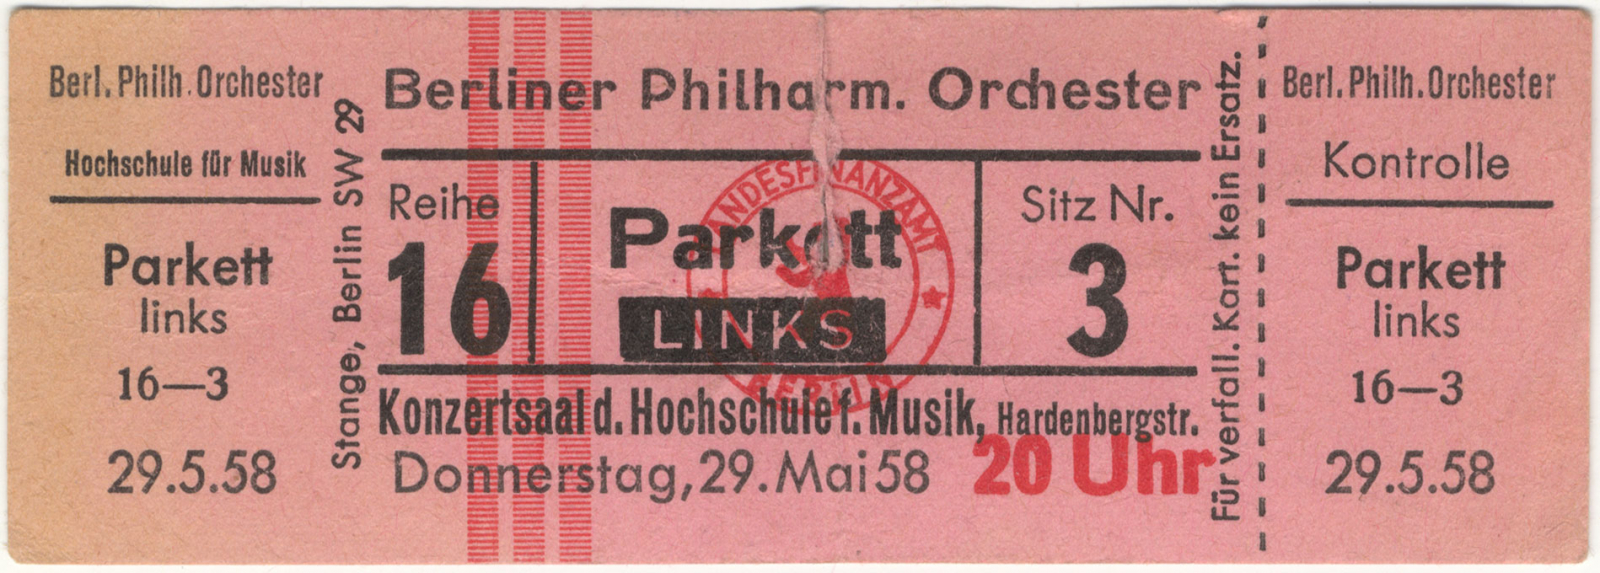 Berl. Philh. Orchester
Hochschule für Musik
Parkett
links
16—3
29.5.58
Stange, Berlin SW 29
Berliner Philharm. Orchester
Reihe
16
Parkett
LINKS
Sitz Nr.
3
LANDESFINANZAMT
BERLIN
Konzertsaal d. Hochschule f. Musik, Hardenbergstr.
Donnerstag, 29. Mai 58 20 Uhr
Für verfall. Kart. kein Ersatz.
Berl. Philh. Orchester
Kontrolle
Parkett
links
16—3
29.5.58